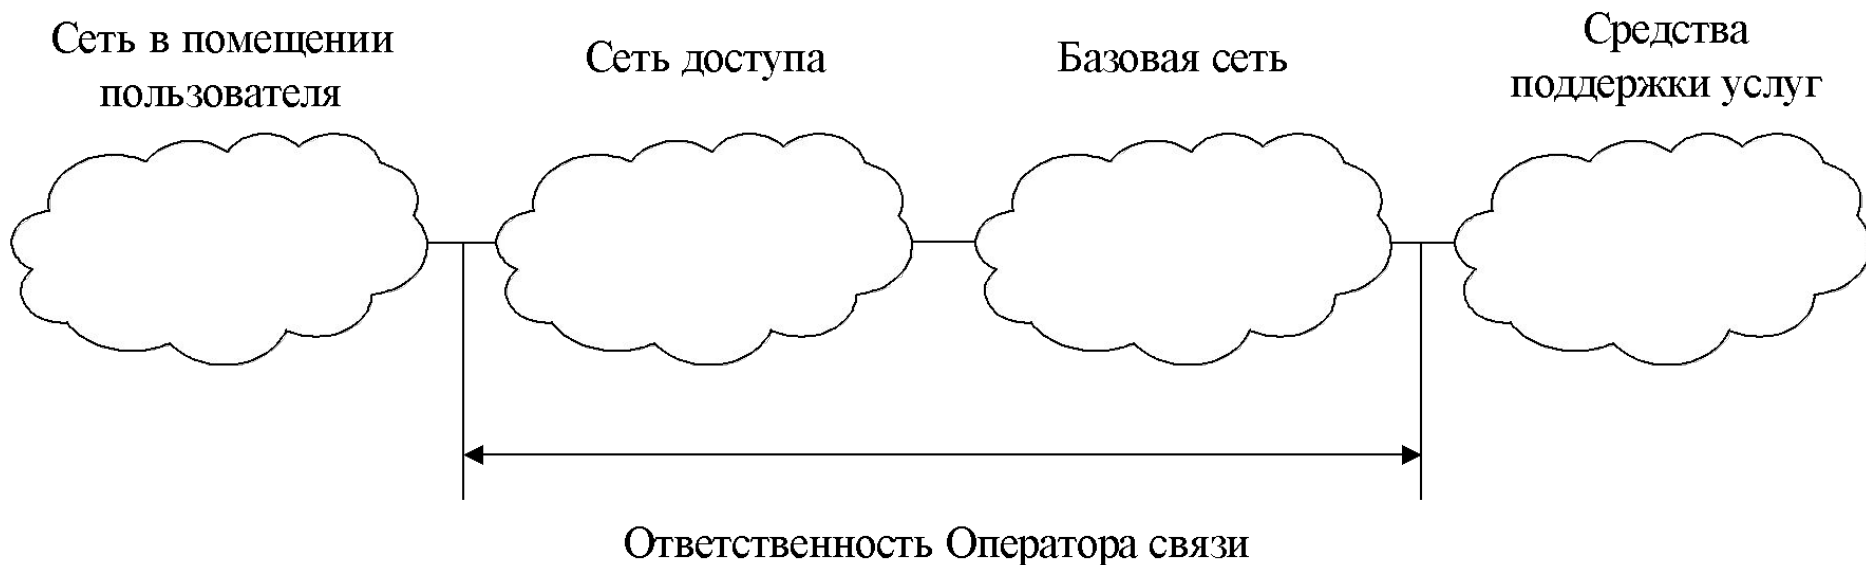 Сеть в помещении
пользователя
Сеть доступа
Базовая сеть
Средства
поддержки услуг
Ответственность Оператора связи